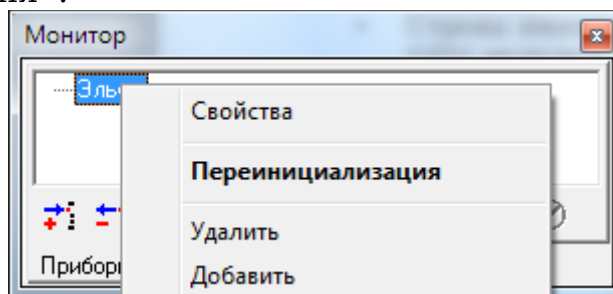 Монитор
Свойства
Переинициализация
Удалить
Добавить